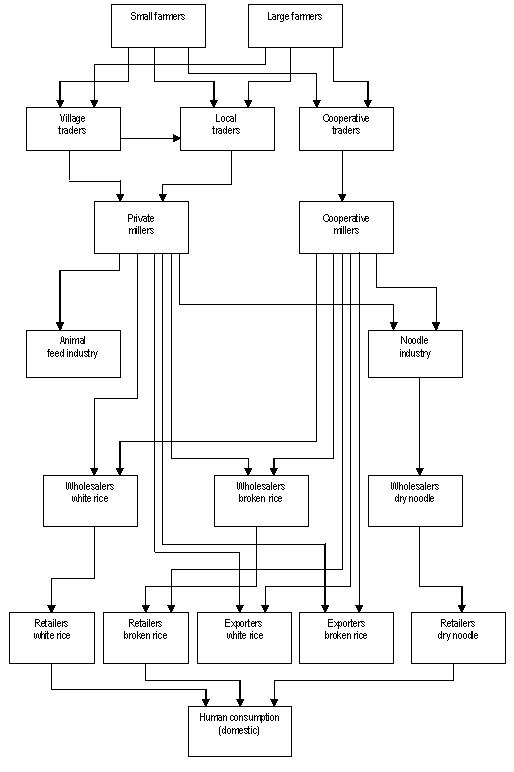 Small farmers
Large farmers
Village
traders
Local
traders
Cooperative
traders
Private
millers
Cooperative
millers
Animal
feed industry
Noodle
industry
Wholesalers
white rice
Wholesalers
broken rice
Wholesalers
dry noodle
Retailers
white rice
Retailers
broken rice
Exporters
white rice
Exporters
broken rice
Retailers
dry noodle
Human consumption
(domestic)